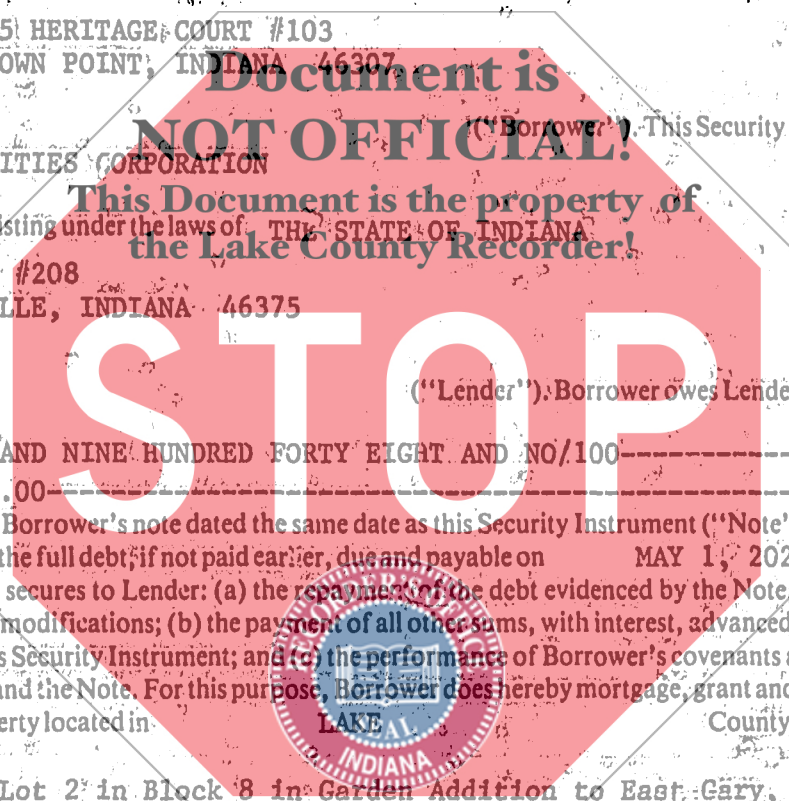 5 HERITAGE COURT #103
OWN POINT, INDIANA 46307
Document is
NOT OFFICIAL!
("Borrower"). This Security
ITIES CORPORATION
This Document is the property of
isting under the laws of THE STATE OF INDIANA
the Lake County Recorder!
#208
LLE, INDIANA 46375
STOP
("Lender"). Borrower owes Lende
AND NINE HUNDRED FORTY EIGHT AND NO/100
.00
Borrower's note dated the same date as this Security Instrument ("Note"
the full debt, if not paid earlier, due and payable on MAY 1, 202
secures to Lender: (a) the repayment of the debt evidenced by the Note,
modifications; (b) the payment of all other sums, with interest, advanced
s Security Instrument; and (c) the performance of Borrower's covenants a
and the Note. For this purpose, Borrower does hereby mortgage, grant and
erty located in LAKE County
RECORDER'S OFFICE
SEAL
INDIANA
Lot 2 in Block 8 in Garden Addition to East Gary,